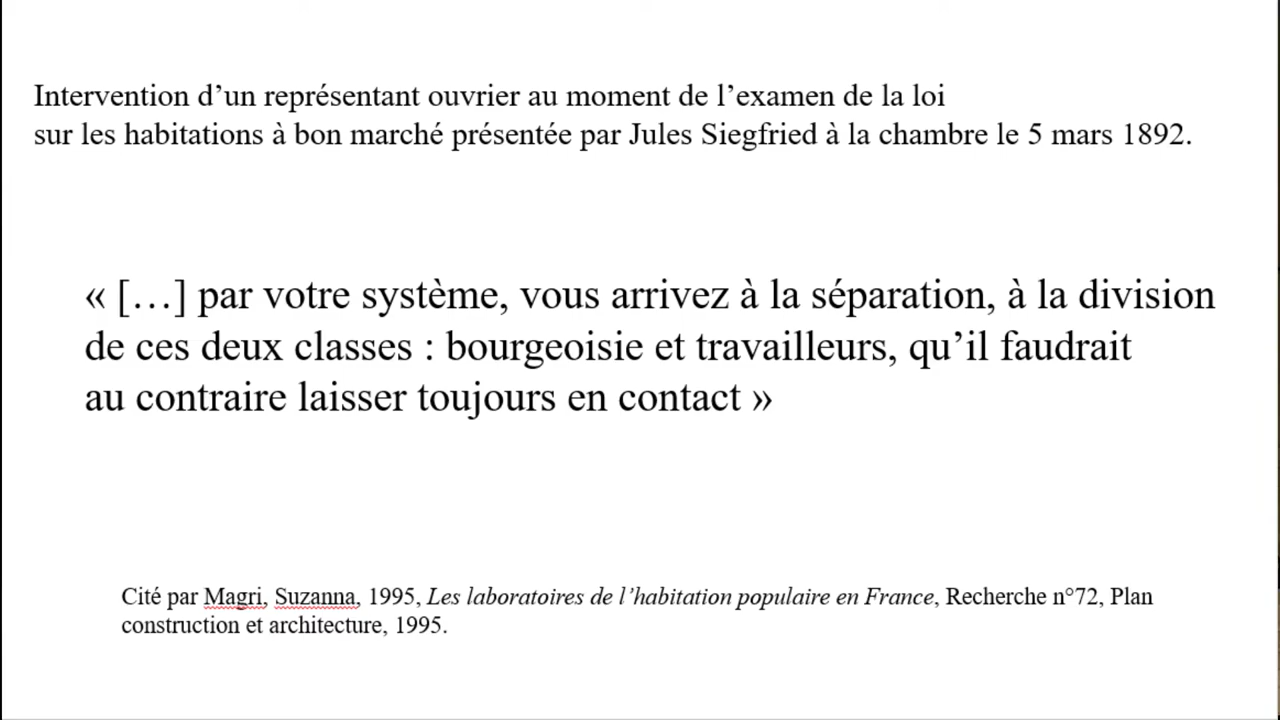 Intervention d’un représentant ouvrier au moment de l’examen de la loi
sur les habitations à bon marché présentée par Jules Siegfried à la chambre le 5 mars 1892.
« […] par votre système, vous arrivez à la séparation, à la division
de ces deux classes : bourgeoisie et travailleurs, qu’il faudrait
au contraire laisser toujours en contact »
Cité par Magri, Suzanna, 1995, Les laboratoires de l’habitation populaire en France, Recherche n°72, Plan
construction et architecture, 1995.